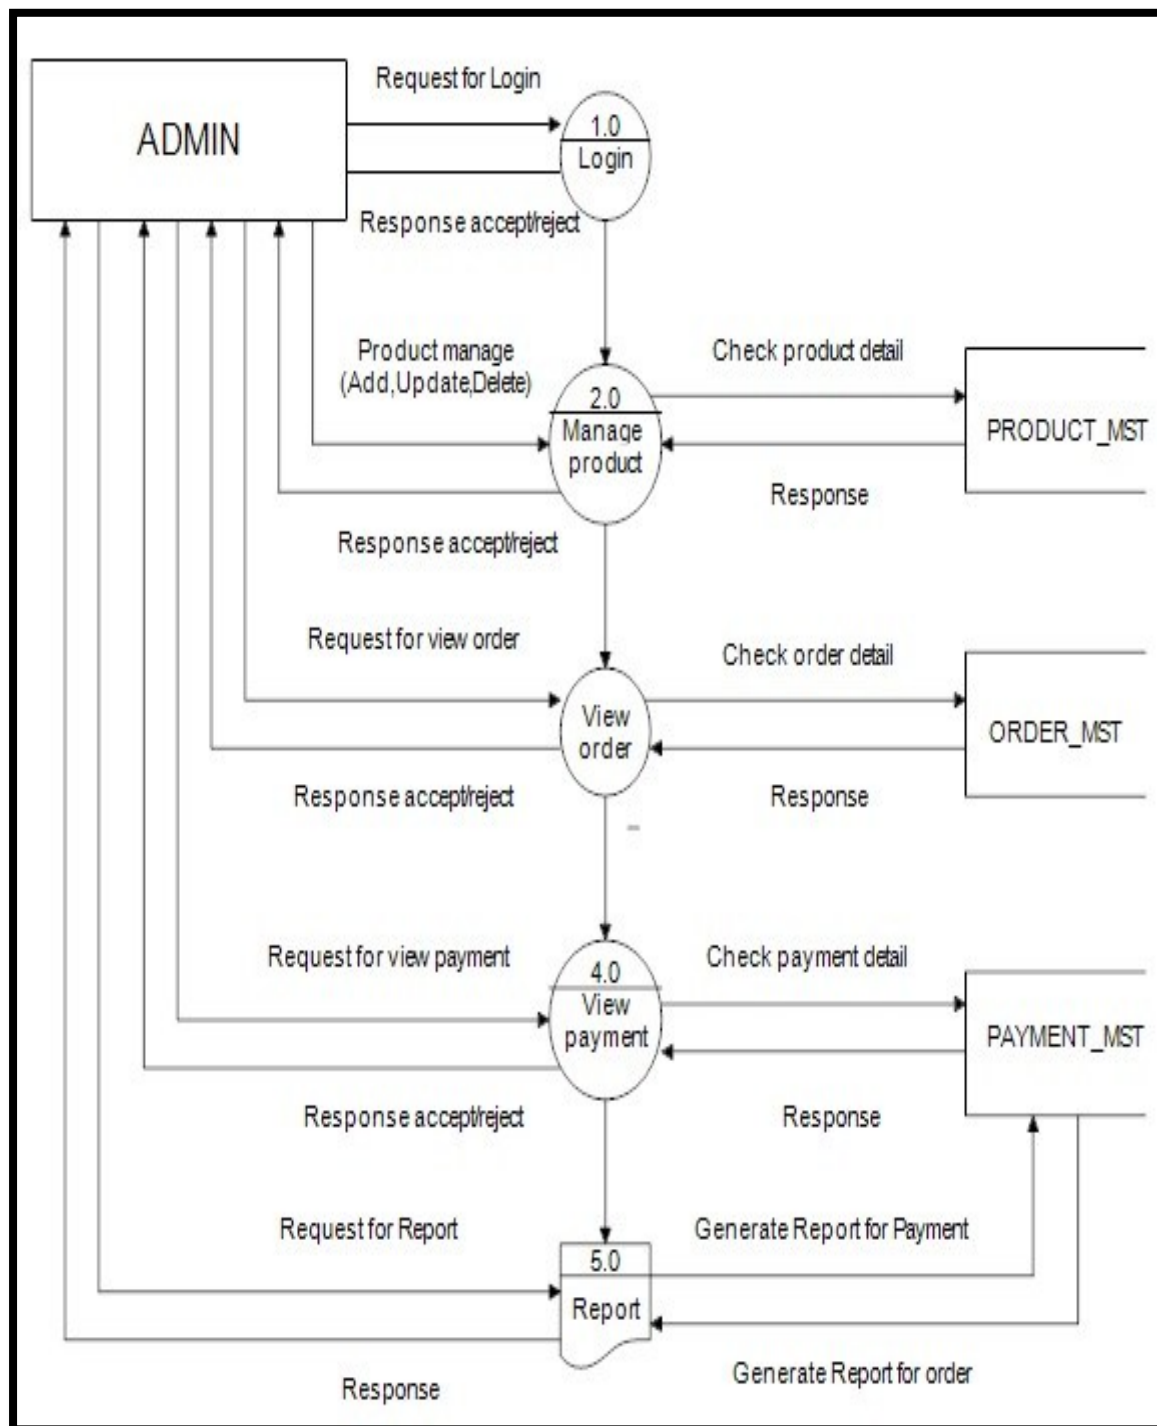 Request for Login
ADMIN
1.0
Login
Response accept/reject
Product manage
(Add,Update,Delete)
Check product detail
2.0
Manage
product
PRODUCT_MST
Response
Response accept/reject
Request for view order
Check order detail
View
order
ORDER_MST
Response accept/reject
Response
Request for view payment
Check payment detail
4.0
View
payment
PAYMENT_MST
Response accept/reject
Response
Request for Report
Generate Report for Payment
5.0
Report
Generate Report for order
Response